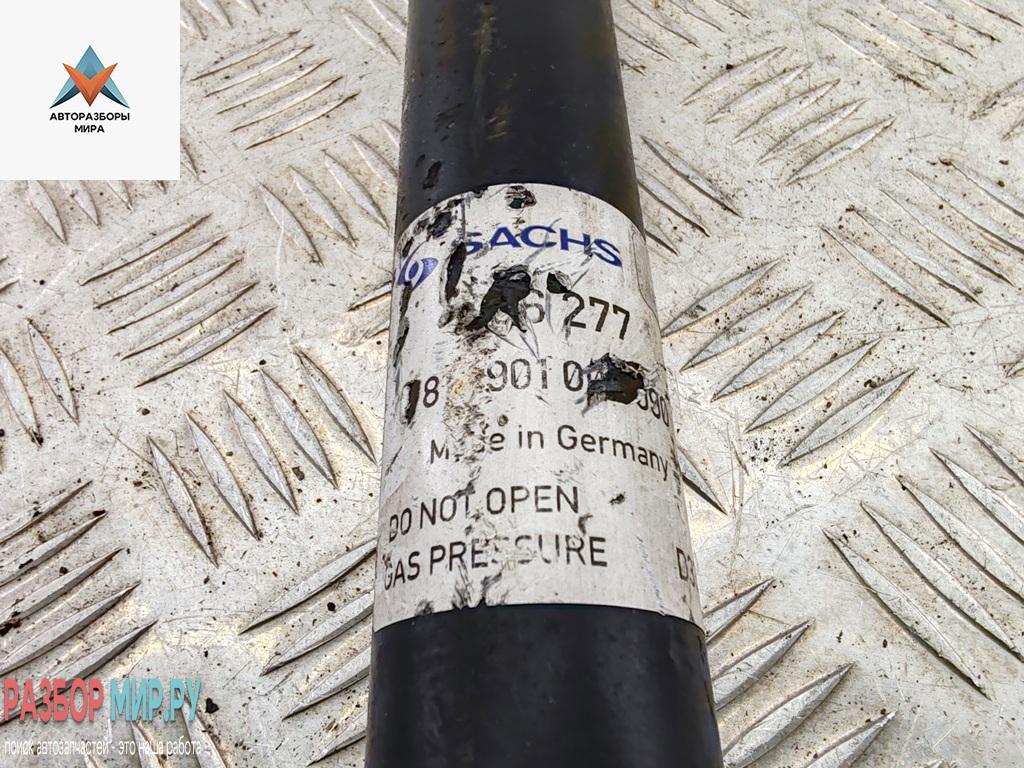 АВТОРАЗБОРЫ
МИРА
SACHS
277
901
in Germany
DO NOT OPEN
GAS PRESSURE
РАЗБОР МИР.РУ
поиск автозапчастей - это наша работа